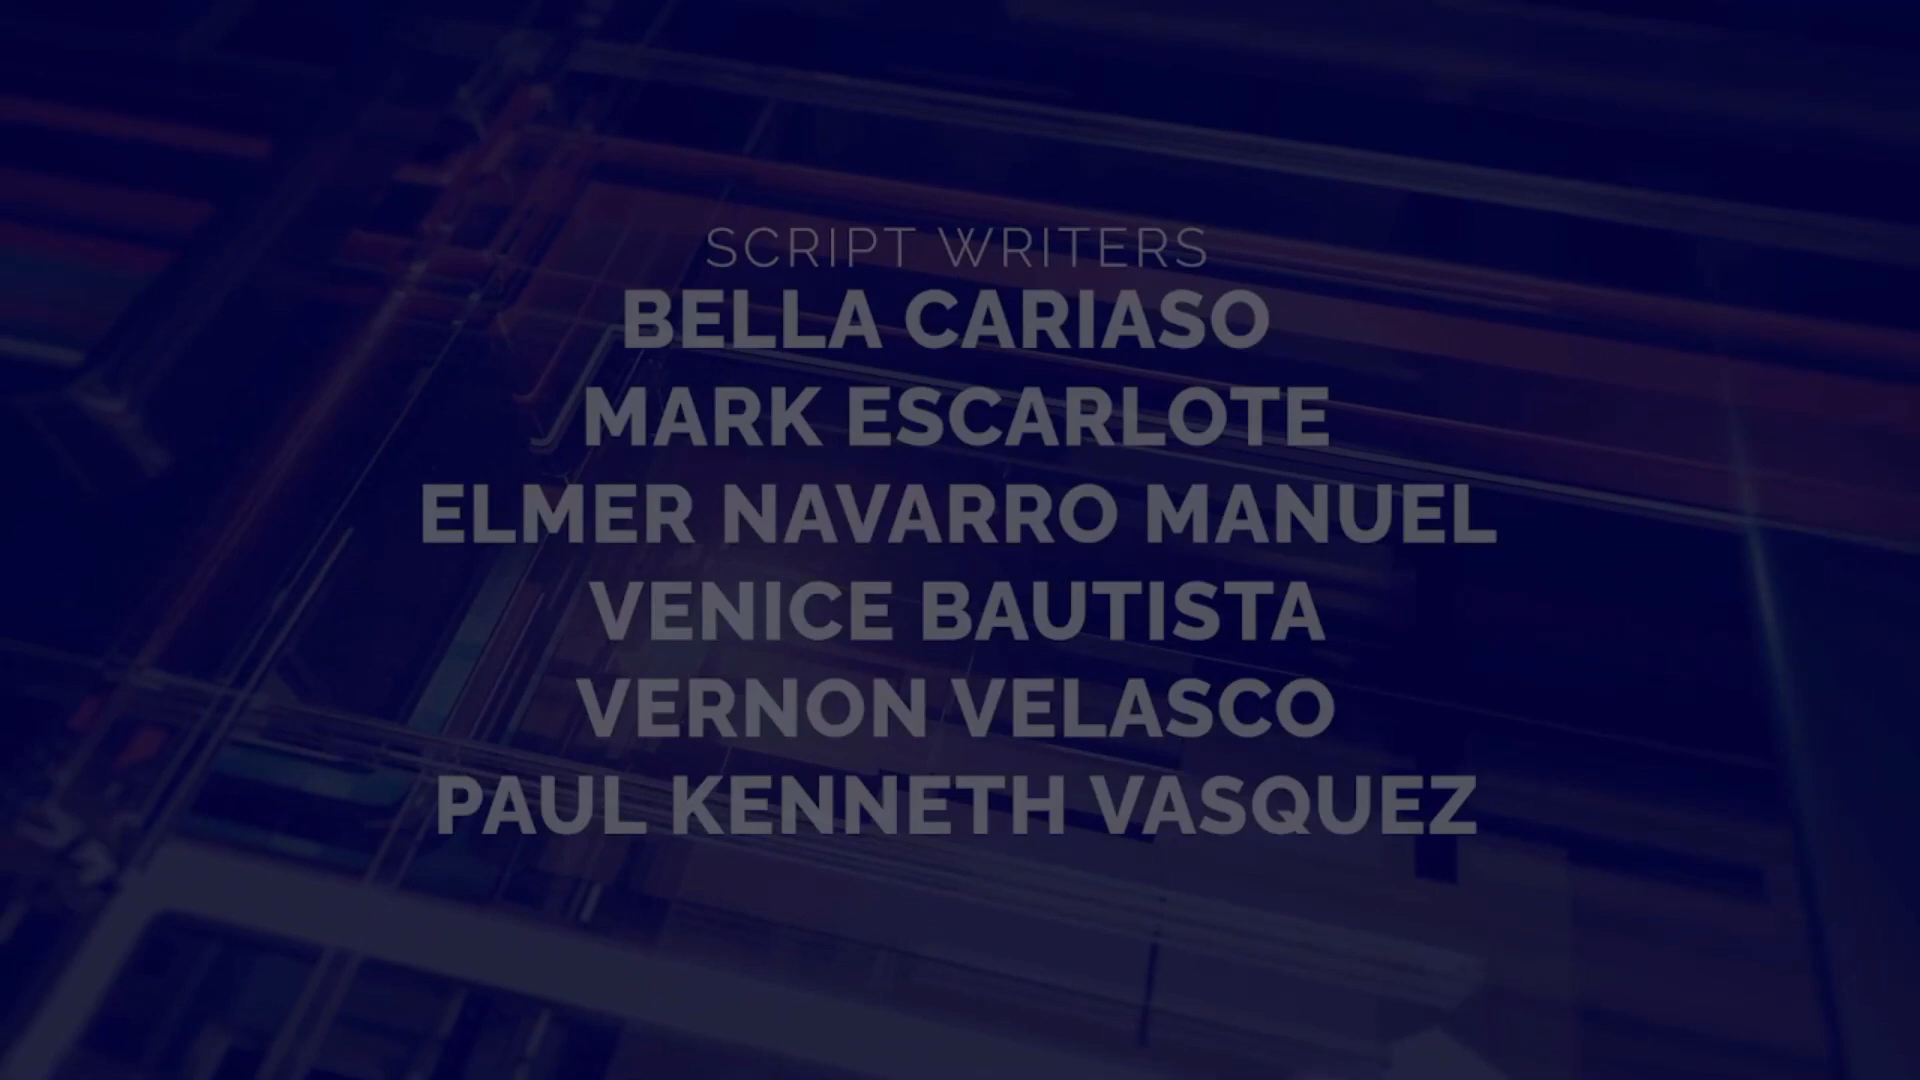 SCRIPT WRITERS
BELLA CARIASO
MARK ESCARLOTE
ELMER NAVARRO MANUEL
VENICE BAUTISTA
VERNON VELASCO
PAUL KENNETH VASQUEZ